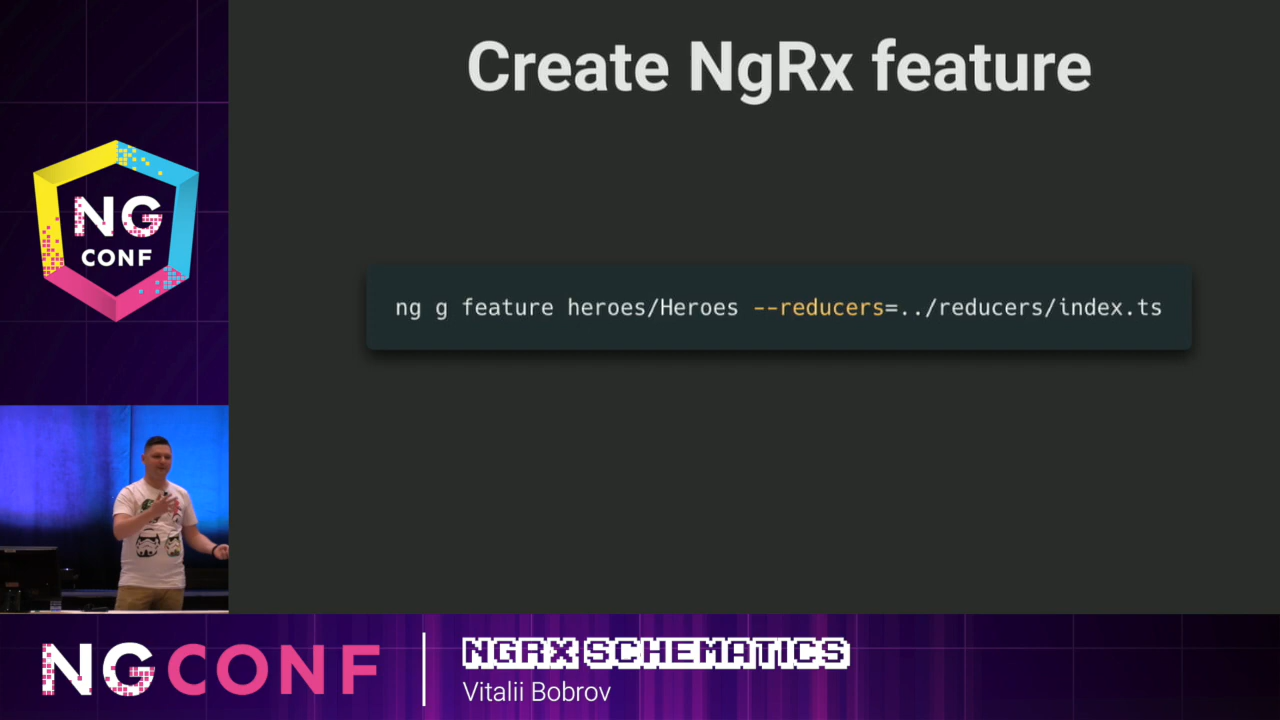 Create NgRx feature
NG
CONF
ng g feature heroes/Heroes --reducers=../reducers/index.ts
NGCONF
NGRX SCHEMATICS
Vitalii Bobrov